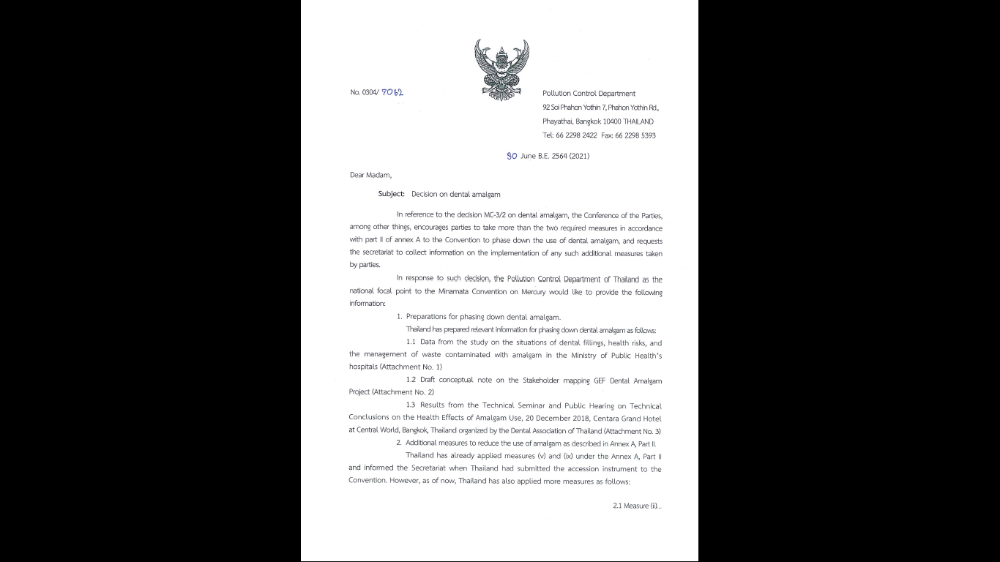 No. 0304/ 7062
Pollution Control Department
92 Soi Phahon Yothin 7, Phahon Yothin Rd.,
Phayathai, Bangkok 10400 THAILAND
Tel: 66 2298 2422 Fax: 66 2298 5393
30 June B.E. 2564 (2021)
Dear Madam,
Subject: Decision on dental amalgam
In reference to the decision MC-3/2 on dental amalgam, the Conference of the Parties,
among other things, encourages parties to take more than the two required measures in accordance
with part II of annex A to the Convention to phase down the use of dental amalgam, and requests
the secretariat to collect information on the implementation of any such additional measures taken
by parties.
In response to such decision, the Pollution Control Department of Thailand as the
national focal point to the Minamata Convention on Mercury would like to provide the following
information:
1. Preparations for phasing down dental amalgam.
Thailand has prepared relevant information for phasing down dental amalgam as follows:
1.1 Data from the study on the situations of dental fillings, health risks, and
the management of waste contaminated with amalgam in the Ministry of Public Health's
hospitals (Attachment No. 1)
1.2 Draft conceptual note on the Stakeholder mapping GEF Dental Amalgam
Project (Attachment No. 2)
1.3 Results from the Technical Seminar and Public Hearing on Technical
Conclusions on the Health Effects of Amalgam Use, 20 December 2018, Centara Grand Hotel
at Central World, Bangkok, Thailand organized by the Dental Association of Thailand (Attachment No. 3)
2. Additional measures to reduce the use of amalgam as described in Annex A, Part II.
Thailand has already applied measures (v) and (ix) under the Annex A, Part II
and informed the Secretariat when Thailand had submitted the accession instrument to the
Convention. However, as of now, Thailand has also applied more measures as follows:
2.1 Measure (ii)...